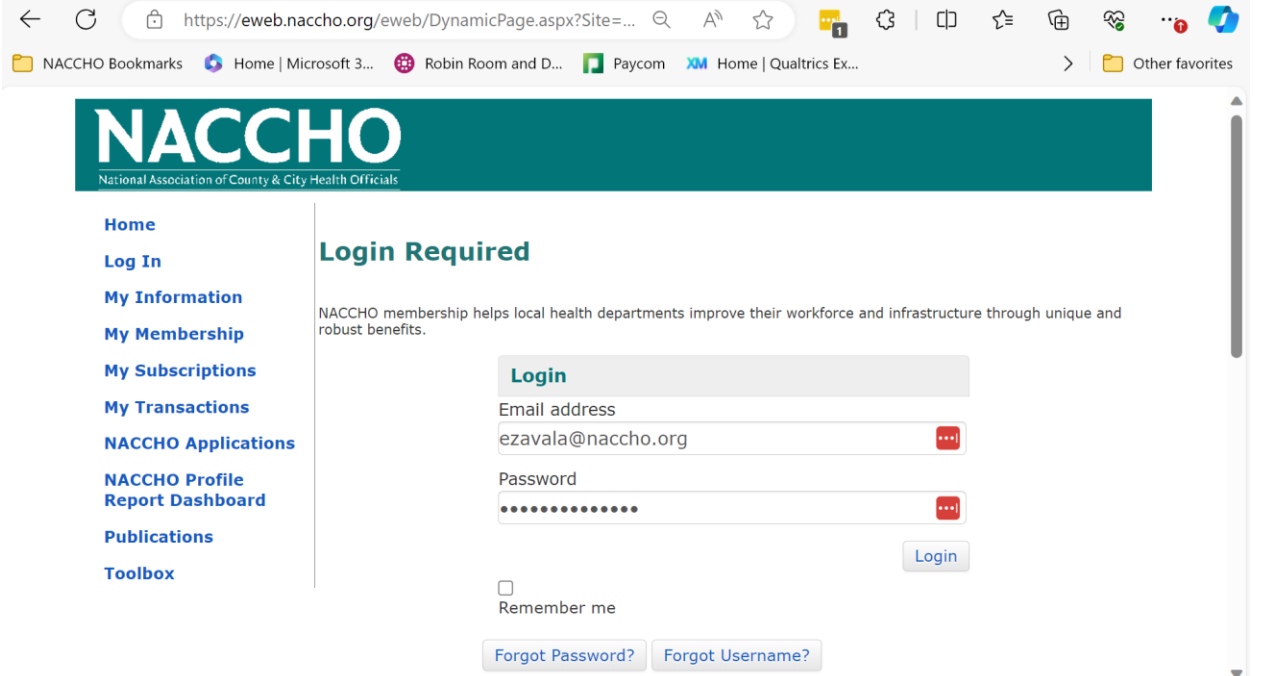 https://eweb.naccho.org/eweb/DynamicPage.aspx?Site=...
1
NACCHO Bookmarks
Home | Microsoft 3...
Robin Room and D...
Paycom
XM Home | Qualtrics Ex...
Other favorites
NACCHO
National Association of County & City Health Officials
Home
Log In
My Information
My Membership
My Subscriptions
My Transactions
NACCHO Applications
NACCHO Profile
Report Dashboard
Publications
Toolbox
Login Required
NACCHO membership helps local health departments improve their workforce and infrastructure through unique and
robust benefits.
Login
Email address
ezavala@naccho.org
Password
••••••••••••••
Login
Remember me
Forgot Password?
Forgot Username?